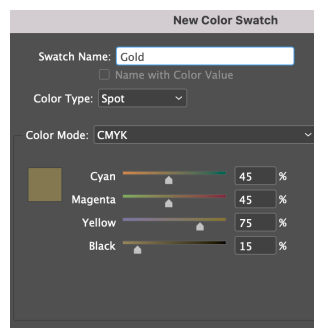 New Color Swatch
Swatch Name: Gold
Name with Color Value
Color Type: Spot
Color Mode: CMYK
Cyan 45 %
Magenta 45 %
Yellow 75 %
Black 15 %